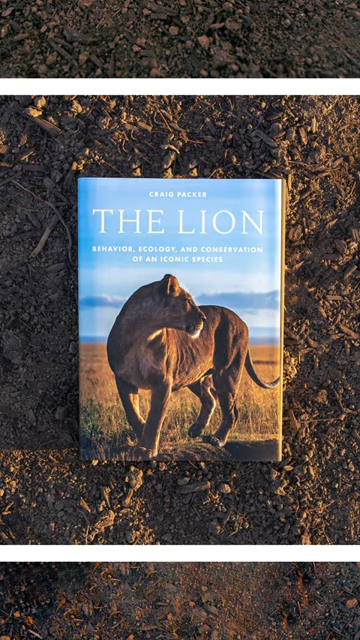 CRAIG PACKER
THE LION
BEHAVIOR, ECOLOGY, AND CONSERVATION
OF AN ICONIC SPECIES